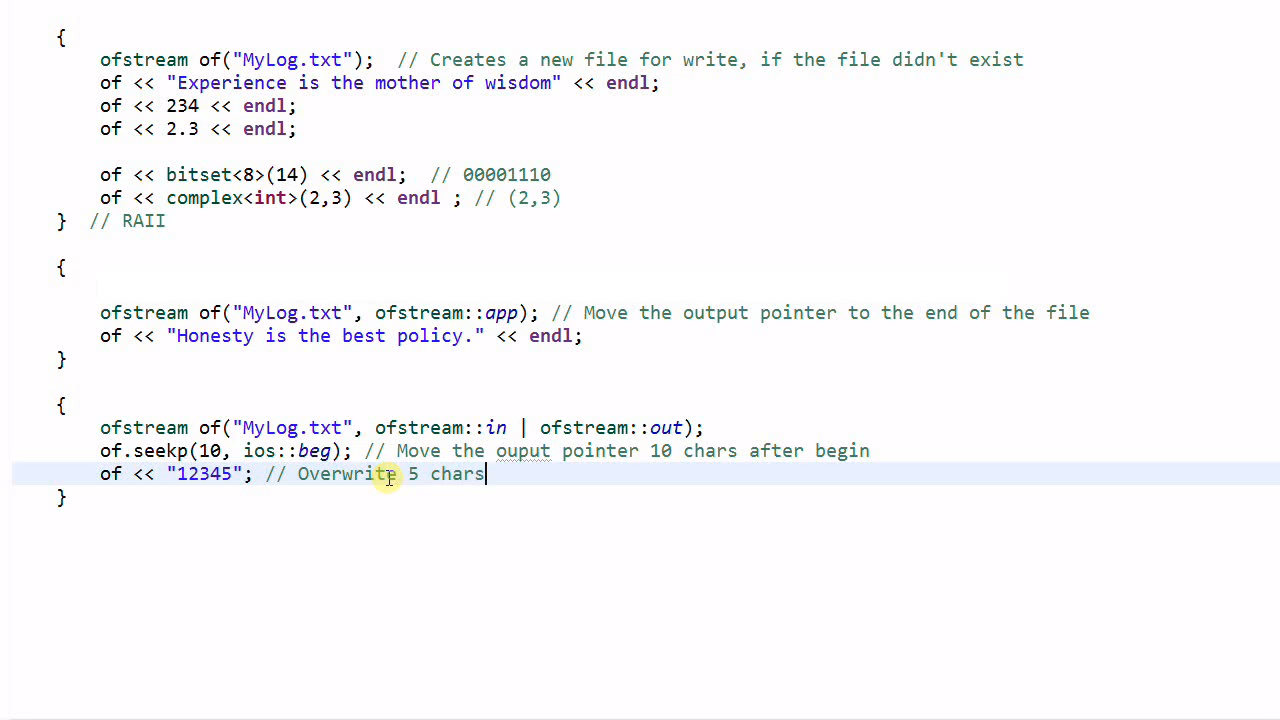 {
ofstream of("MyLog.txt");  // Creates a new file for write, if the file didn't exist
of << "Experience is the mother of wisdom" << endl;
of << 234 << endl;
of << 2.3 << endl;
of << bitset<8>(14) << endl;  // 00001110
of << complex<int>(2,3) << endl ; // (2,3)
}  // RAII
{
ofstream of("MyLog.txt", ofstream::app); // Move the output pointer to the end of the file
of << "Honesty is the best policy." << endl;
}
{
ofstream of("MyLog.txt", ofstream::in | ofstream::out);
of.seekp(10, ios::beg); // Move the ouput pointer 10 chars after begin
of << "12345"; // Overwrite 5 chars
}